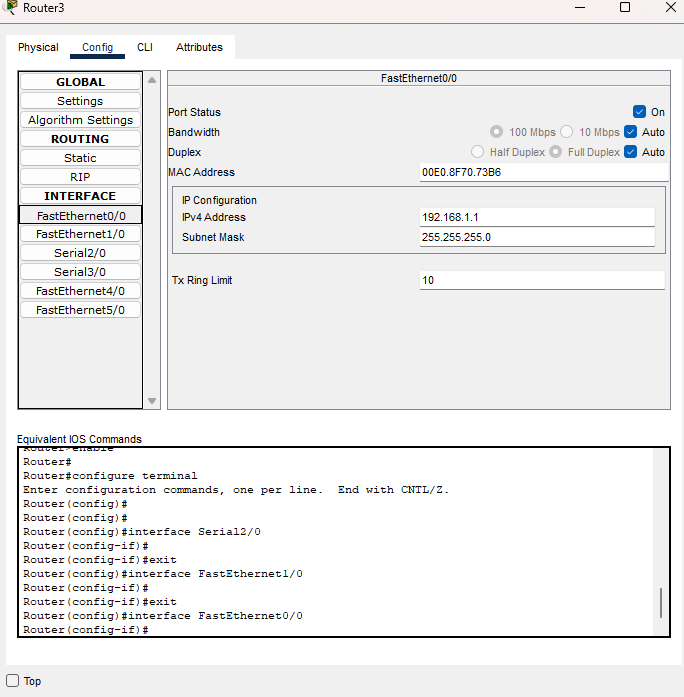 Router3
Physical Config CLI Attributes
GLOBAL
Settings
Algorithm Settings
ROUTING
Static
RIP
INTERFACE
FastEthernet0/0
FastEthernet1/0
Serial2/0
Serial3/0
FastEthernet4/0
FastEthernet5/0
FastEthernet0/0
Port Status On
Bandwidth 100 Mbps 10 Mbps Auto
Duplex Half Duplex Full Duplex Auto
MAC Address 00E0.8F70.73B6
IP Configuration
IPv4 Address 192.168.1.1
Subnet Mask 255.255.255.0
Tx Ring Limit 10
Equivalent IOS Commands
Router>enable
Router#
Router#configure terminal
Enter configuration commands, one per line. End with CNTL/Z.
Router(config)#
Router(config)#
Router(config)#interface Serial2/0
Router(config-if)#
Router(config-if)#exit
Router(config)#interface FastEthernet1/0
Router(config-if)#
Router(config-if)#exit
Router(config)#interface FastEthernet0/0
Router(config-if)#
Top